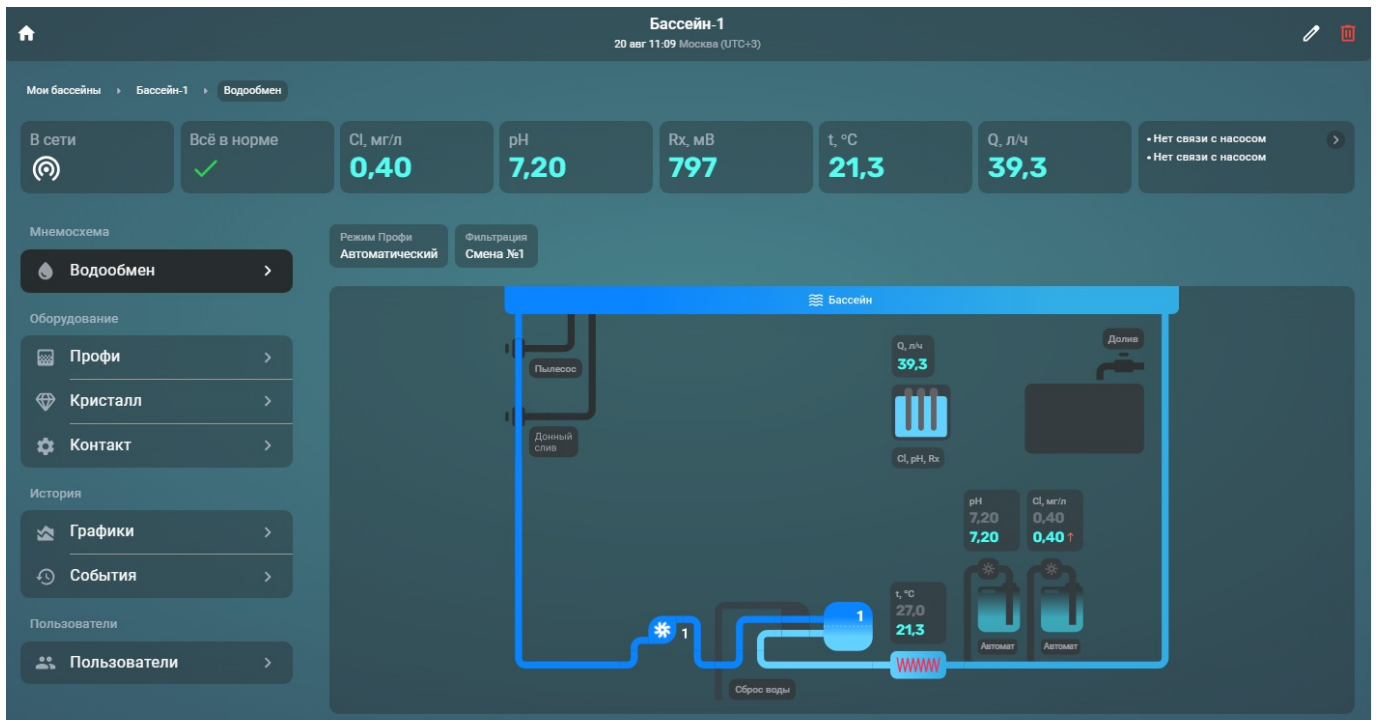 Бассейн-1
20 авг 11:09 Москва (UTC+3)
Мои бассейны
Бассейн-1
Водообмен
В сети
Всё в норме
Cl, мг/л
0,40
pH
7,20
Rx, мВ
797
t, °C
21,3
Q, л/ч
39,3
• Нет связи с насосом
• Нет связи с насосом
Мнемосхема
Водообмен
Оборудование
Профи
Кристалл
Контакт
История
Графики
События
Пользователи
Пользователи
Режим Профи
Автоматический
Фильтрация
Смена №1
Бассейн
Пылесос
Донный
слив
Q, л/ч
39,3
Cl, pH, Rx
Долив
pH
7,20
7,20
Cl, мг/л
0,40
0,40 ↑
Автомат
Автомат
t, °C
27,0
21,3
1
1
Сброс воды